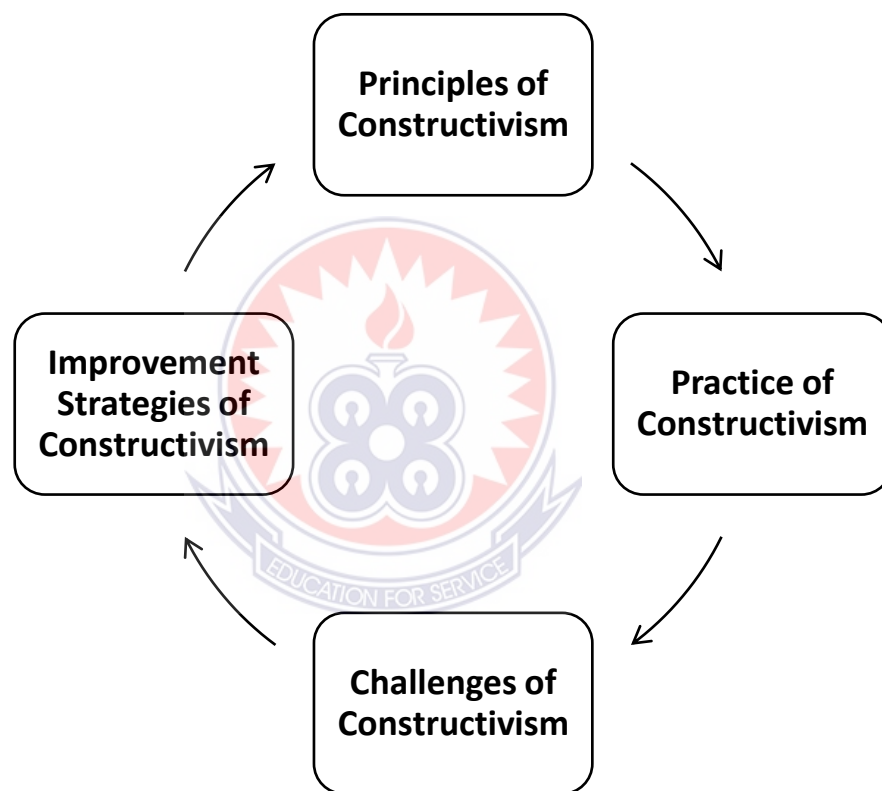 Principles of
Constructivism
Improvement
Strategies of
Constructivism
Practice of
Constructivism
EDUCATION FOR SERVICE
Challenges of
Constructivism